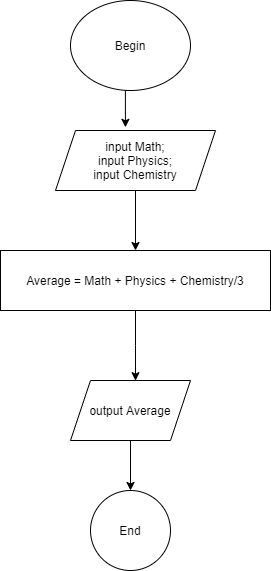 Begin
input Math;
input Physics;
input Chemistry
Average = Math + Physics + Chemistry/3
output Average
End